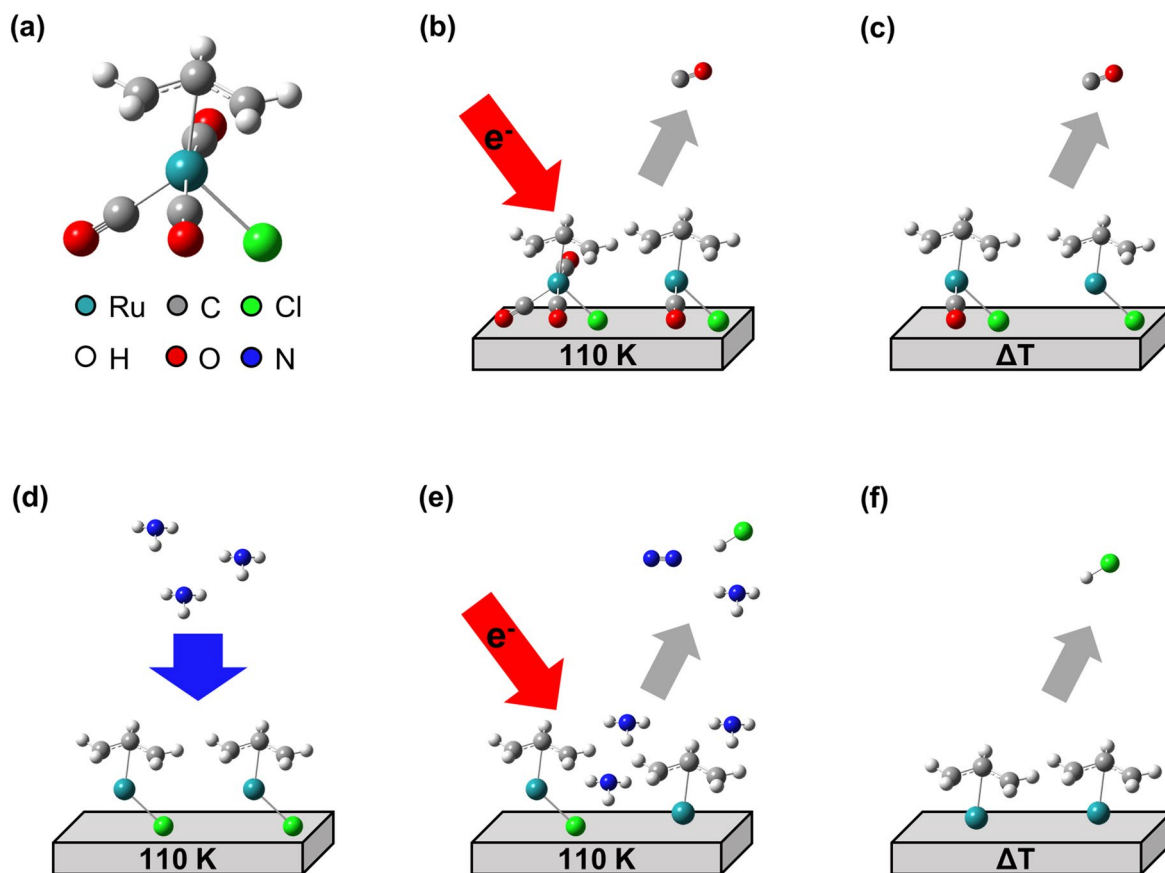 (a)
(b)
(c)
e-
Ru C Cl
H O N
110 K
ΔT
(d)
(e)
(f)
e-
110 K
110 K
ΔT